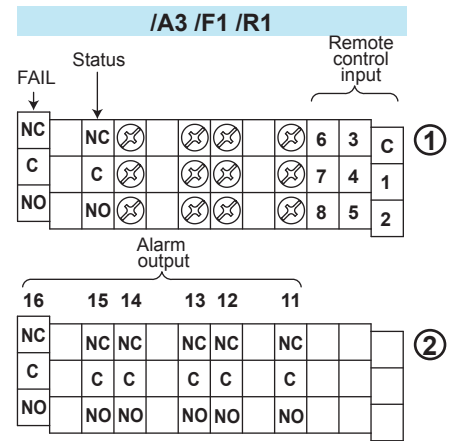 /A3 /F1 /R1
Remote
control
input
Status
FAIL
NC NC 6 3 C ①
C C 7 4 1
NO NO 8 5 2
Alarm
output
16 15 14 13 12 11
NC NC NC NC NC NC ②
C C C C C C
NO NO NO NO NO NO